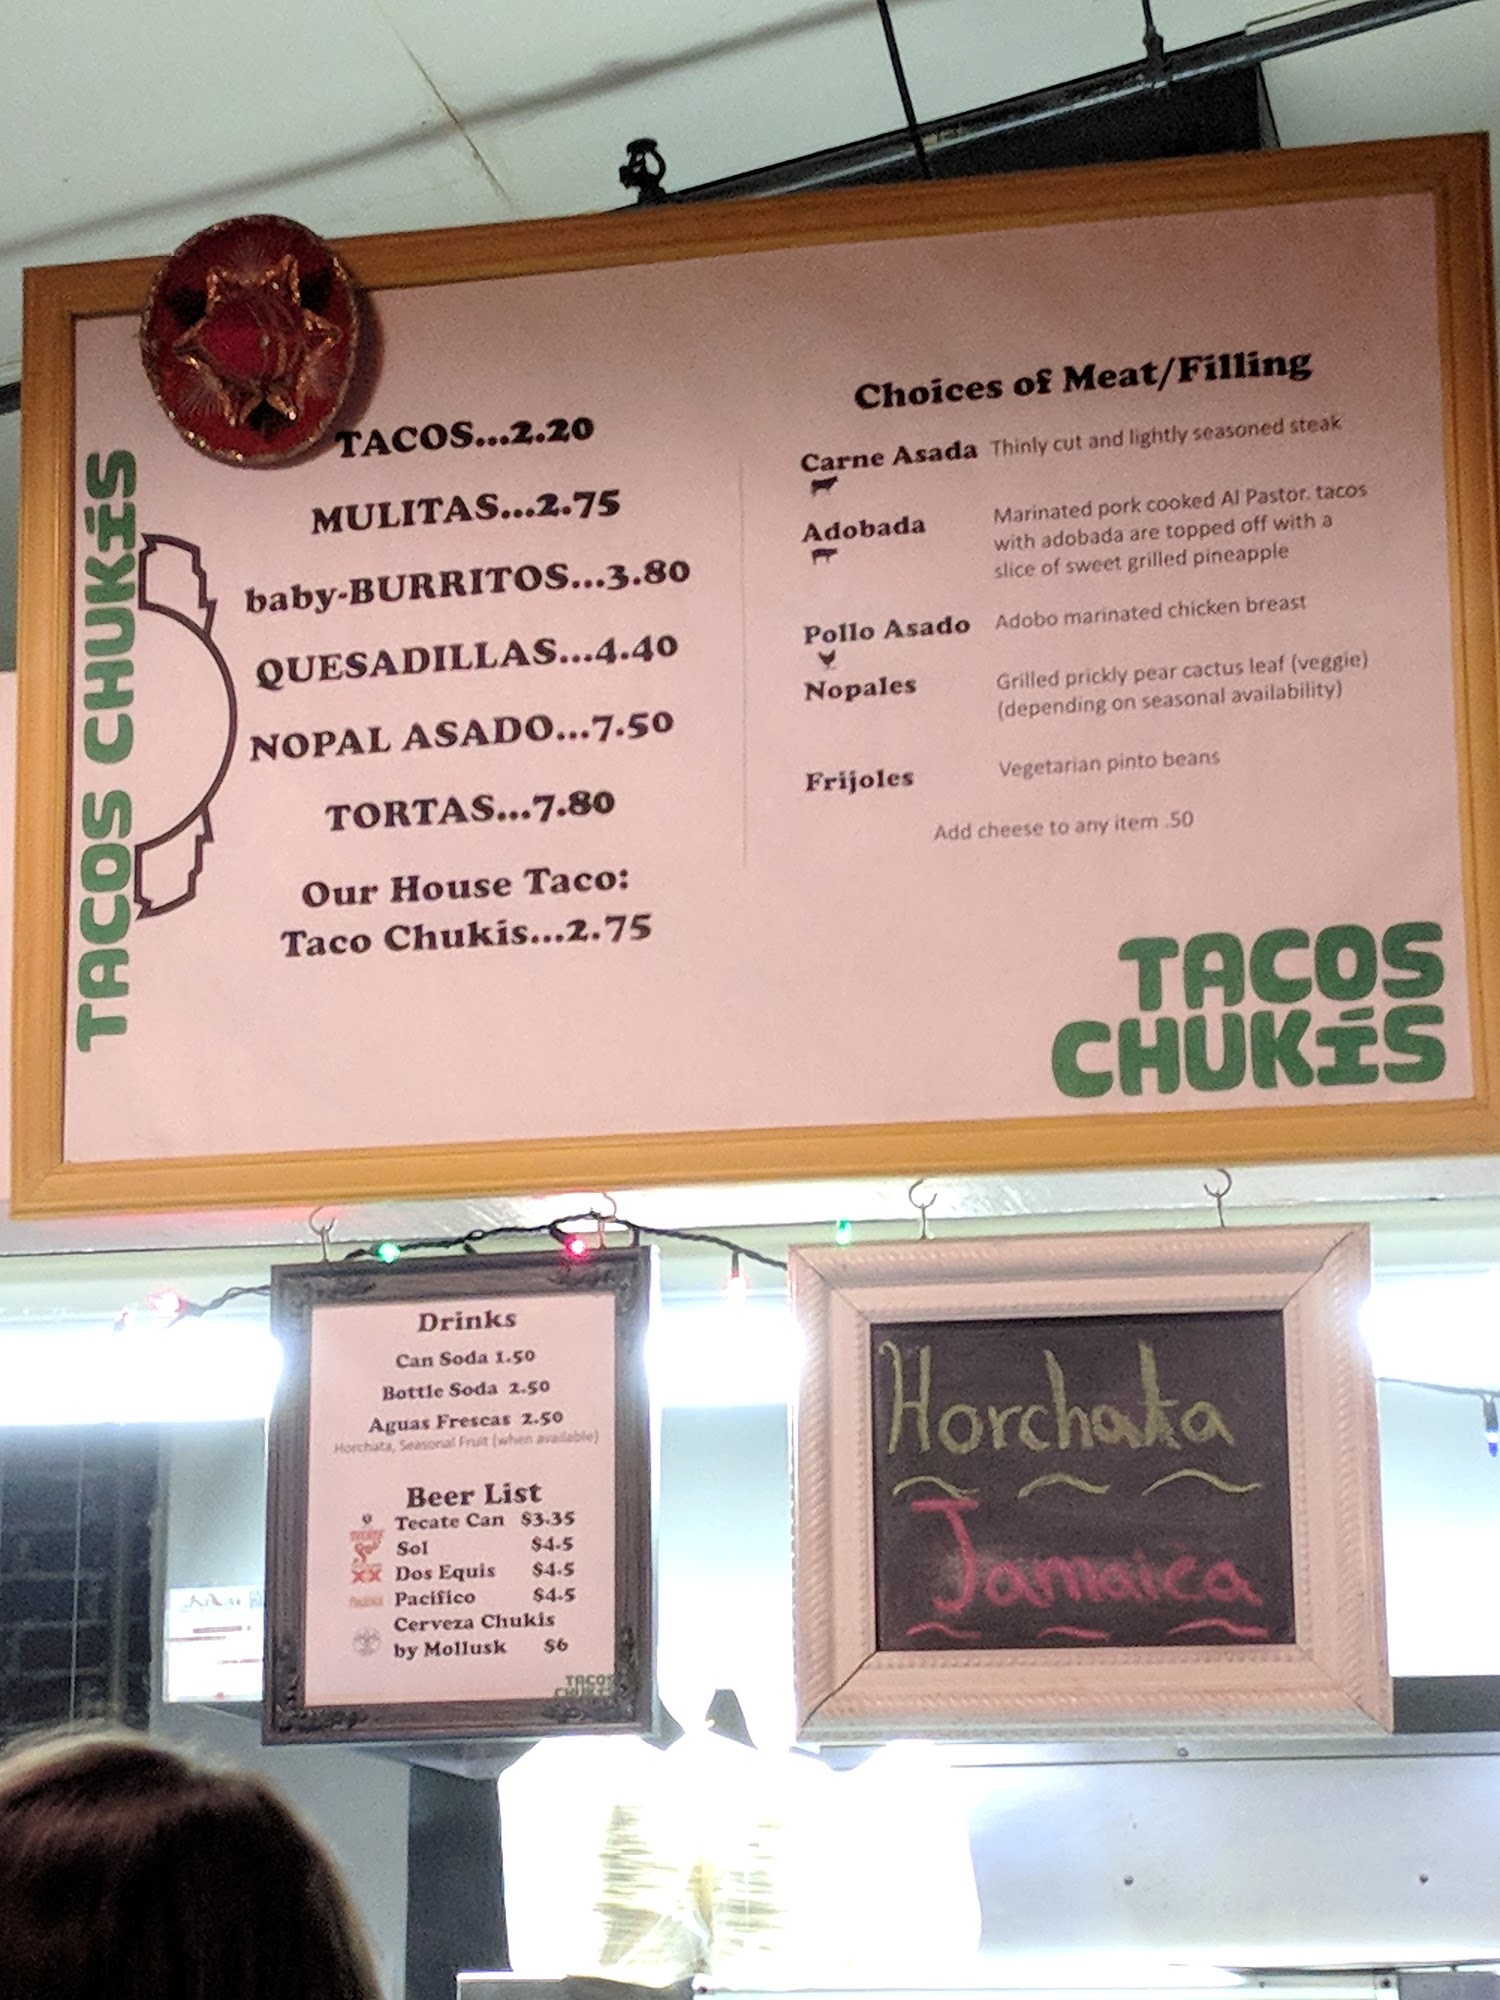 TACOS CHUKÍS
TACOS...2.20
MULITAS...2.75
baby-BURRITOS...3.80
QUESADILLAS...4.40
NOPAL ASADO...7.50
TORTAS...7.80
Our House Taco:
Taco Chukis...2.75
Choices of Meat/Filling
Carne Asada Thinly cut and lightly seasoned steak
Adobada Marinated pork cooked Al Pastor. tacos
with adobada are topped off with a
slice of sweet grilled pineapple
Pollo Asado Adobo marinated chicken breast
Nopales Grilled prickly pear cactus leaf (veggie)
(depending on seasonal availability)
Frijoles Vegetarian pinto beans
Add cheese to any item .50
TACOS
CHUKÍS
Drinks
Can Soda 1.50
Bottle Soda 2.50
Aguas Frescas 2.50
Horchata, Seasonal Fruit (when available)
Beer List
Tecate Can $3.35
Sol $4.5
Dos Equis $4.5
Pacifico $4.5
Cerveza Chukis
by Mollusk $6
TACOS
CHUKÍS
Horchata
Jamaica